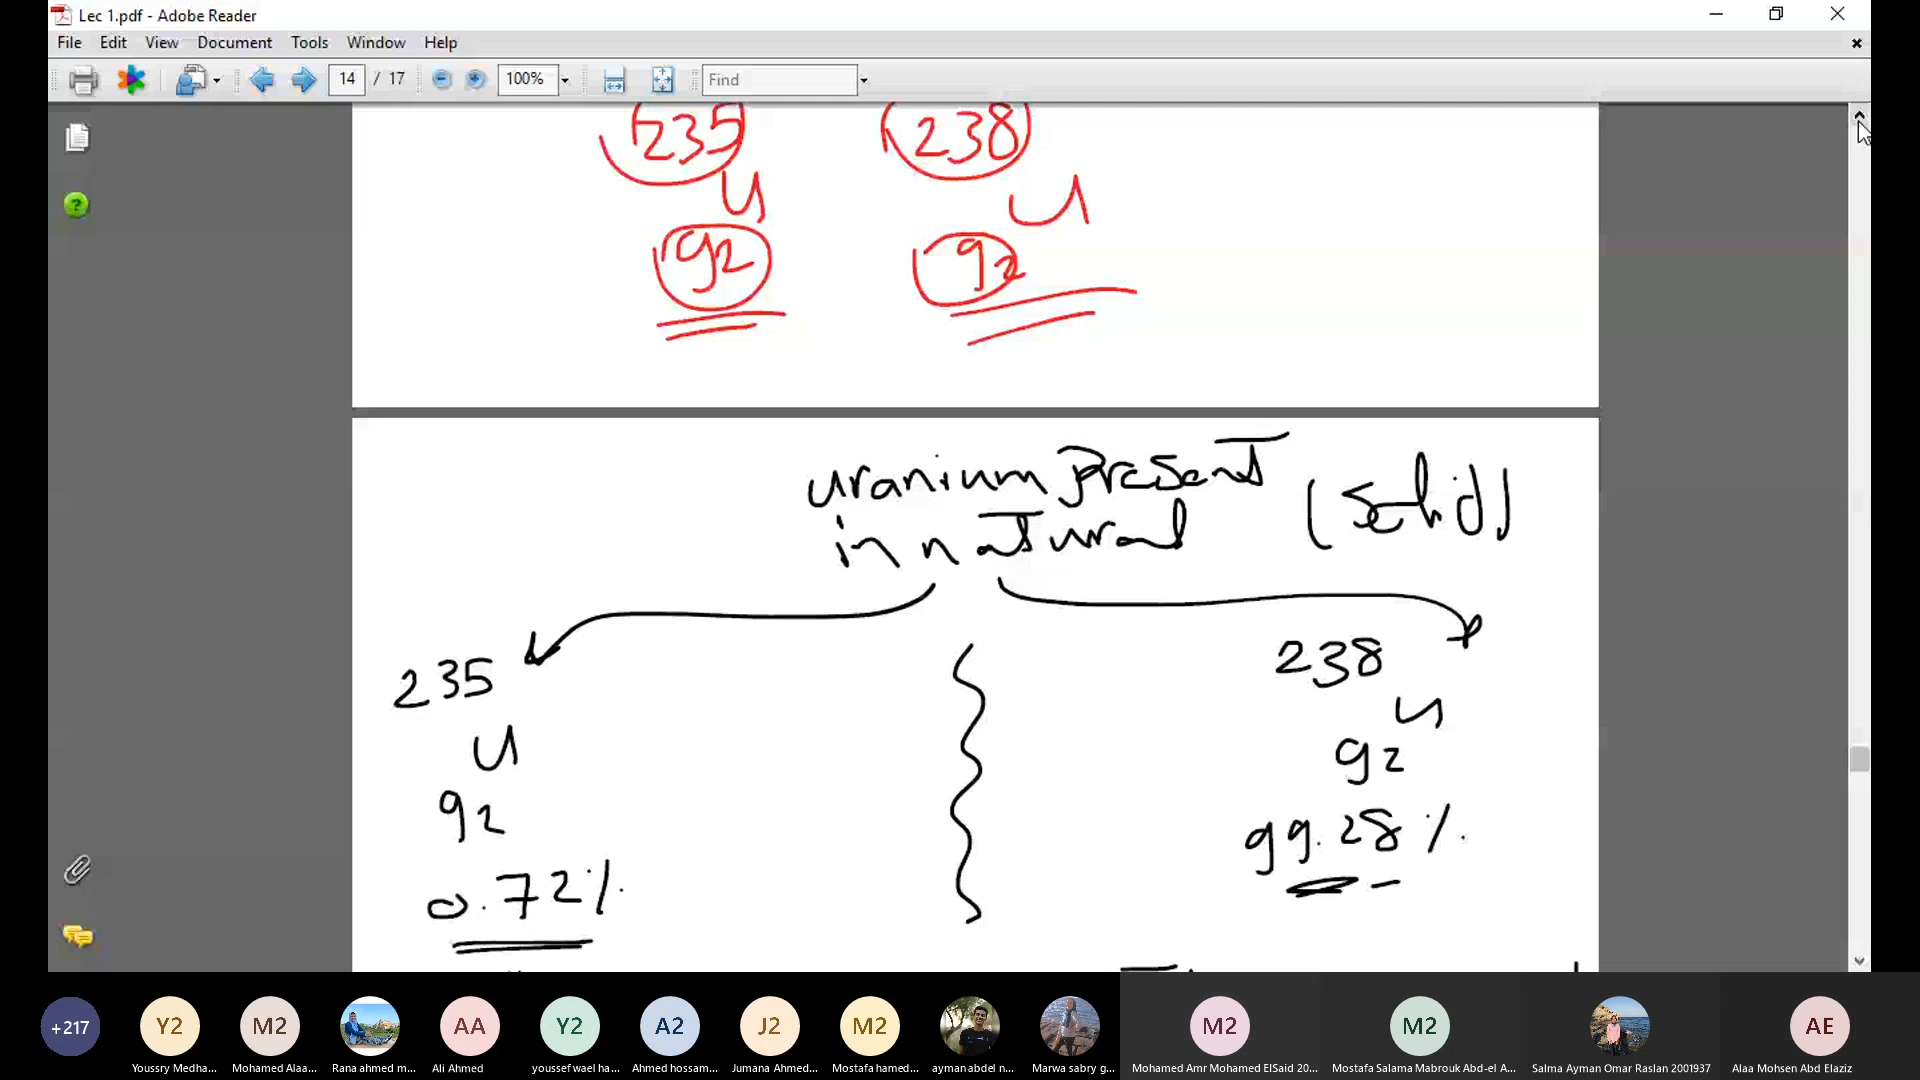 Lec 1.pdf - Adobe Reader
File Edit View Document Tools Window Help
14 / 17 100% Find
235 238
U U
92 92
uranium Present (Solid)
in natural
235 238
U U
92 92
0.72% 99.28%
+217 Y2 M2 AA Y2 A2 J2 M2 M2 M2 AE
Youssry Medha... Mohamed Alaa... Rana ahmed m... Ali Ahmed youssef wael ha... Ahmed hossam... Jumana Ahmed... Mostafa hamed... ayman abdel n... Marwa sabry g... Mohamed Amr Mohamed ElSaid 20... Mostafa Salama Mabrouk Abd-el A... Salma Ayman Omar Raslan 2001937 Alaa Mohsen Abd Elaziz